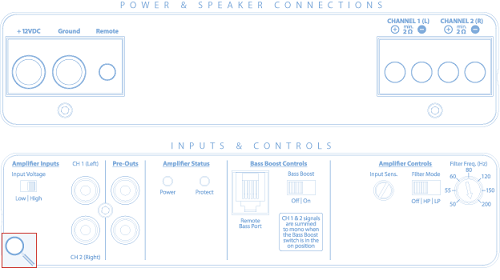 POWER & SPEAKER CONNECTIONS
+12VDC
Ground
Remote
CHANNEL 1 (L)
CHANNEL 2 (R)
+ min. 2 Ω −
+ min. 2 Ω −
INPUTS & CONTROLS
Amplifier Inputs
CH 1 (Left)
Pre-Outs
Amplifier Status
Bass Boost Controls
Amplifier Controls
Filter Freq. (Hz)
Input Voltage
Low | High
CH 2 (Right)
Power
Protect
Bass Boost
Off | On
Remote
Bass Port
CH 1 & 2 signals
are summed
to mono when
the Bass Boost
switch is in the
on position
Input Sens.
Filter Mode
Off | HP | LP
80
60
120
55
150
50
200